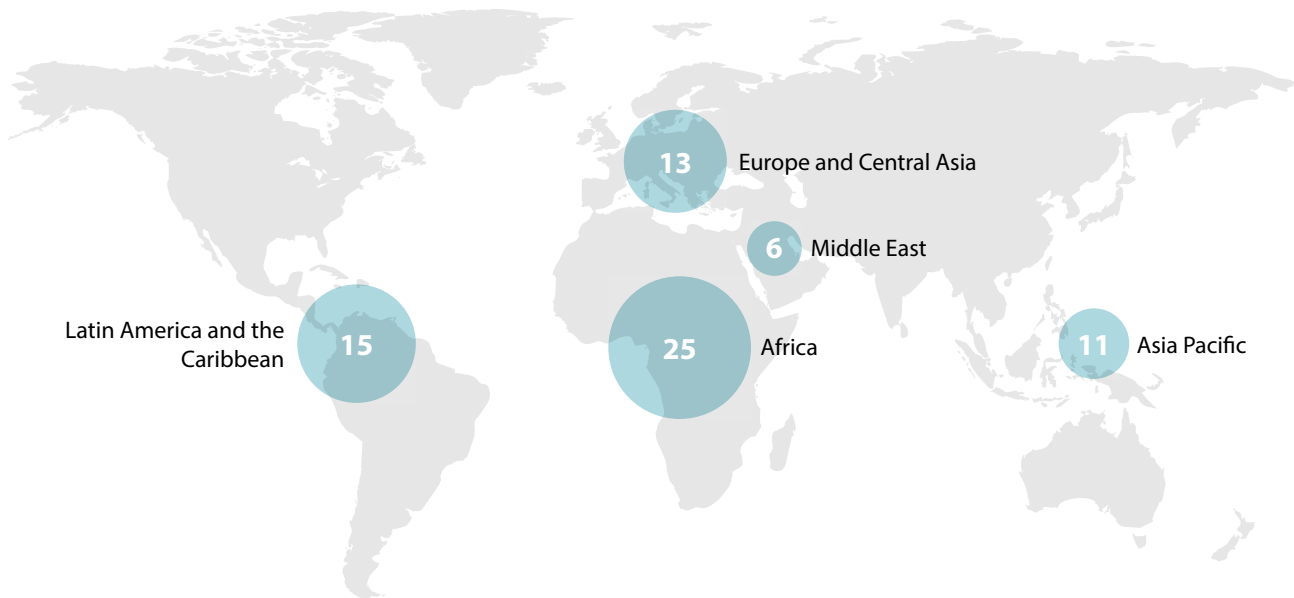 13
Europe and Central Asia
6
Middle East
Latin America and the
Caribbean
15
25
Africa
11
Asia Pacific